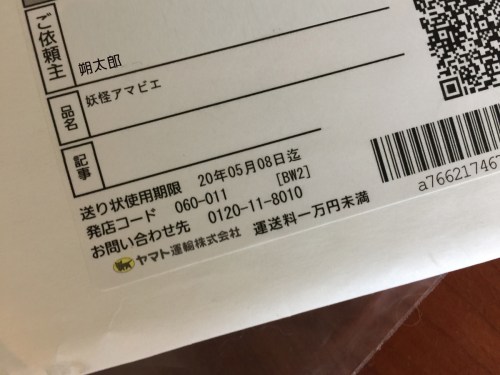 ご依頼主
朔太郎
品名
妖怪アマビエ
記事
送り状使用期限 20年05月08日迄
発店コード 060-011 [BW2]
お問い合わせ先 0120-11-8010
ヤマト運輸株式会社 運送料一万円未満
a76621746